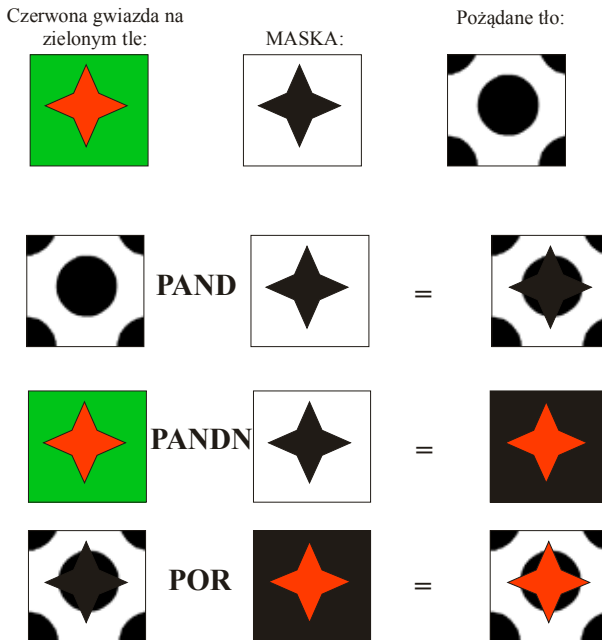 Czerwona gwiazda na
zielonym tle:
MASKA:
Pożądane tło:
PAND
=
PANDN
=
POR
=